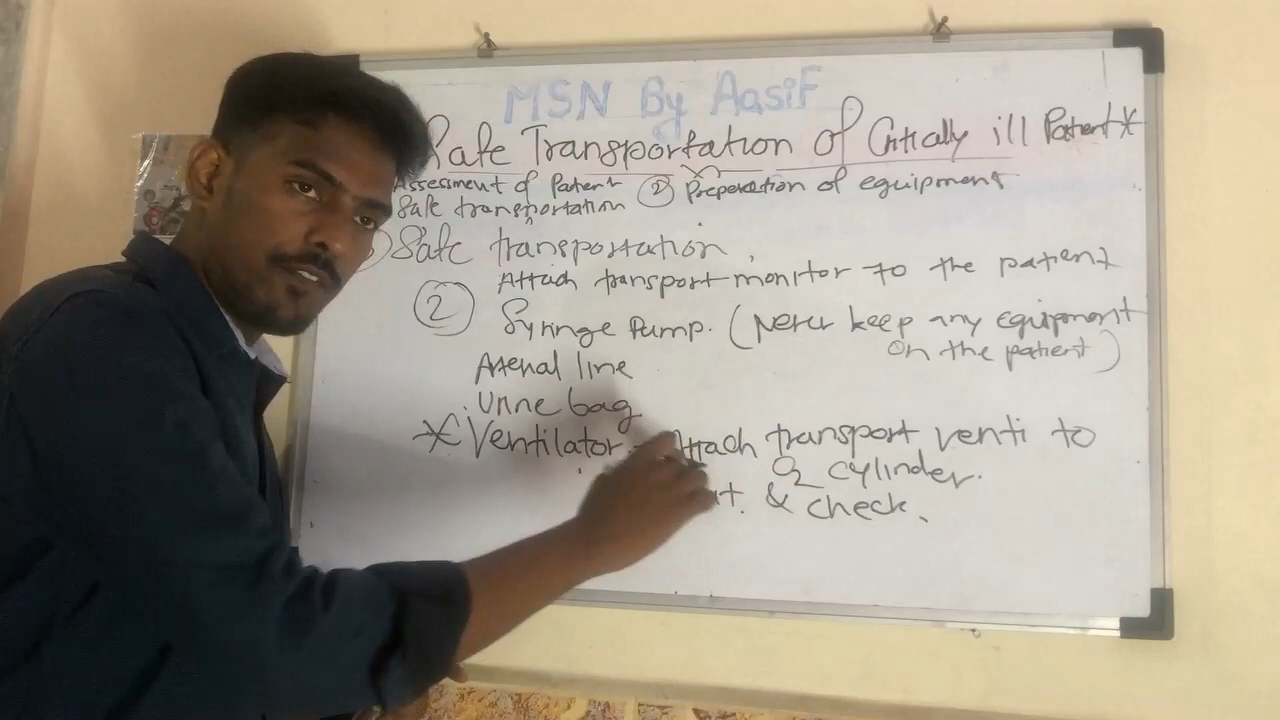 MSN By AasiF
Safe Transportation of Critically ill Patient *
Assessment of Patient ② Preperation of equipment
Safe transportation
Safe transportation,
Attach transport monitor to the patient
② Syringe Pump. (Never keep any equipment
on the patient)
Arterial line
Urine bag
* Ventilator - Attach transport venti to
O2 cylinder.
& check.